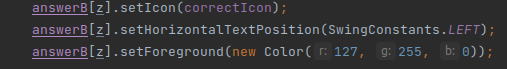 answerB[z].setIcon(correctIcon);
answerB[z].setHorizontalTextPosition(SwingConstants.LEFT);
answerB[z].setForeground(new Color( r: 127, g: 255, b: 0));